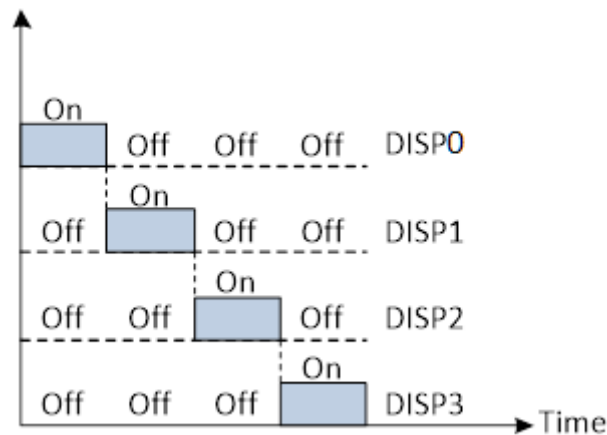 On
Off Off Off DISP0
On
Off Off Off DISP1
On
Off Off Off DISP2
On
Off Off Off DISP3
Time